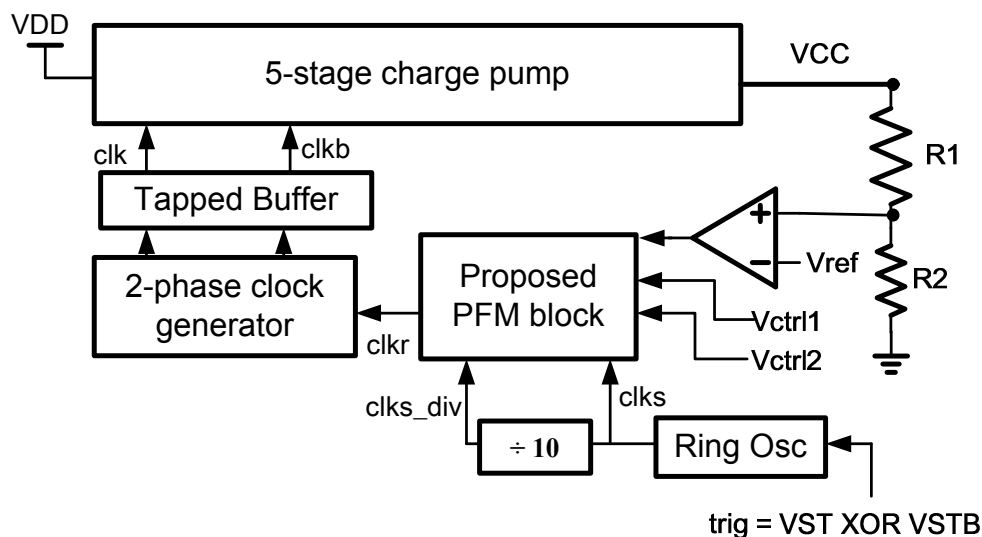 VDD
5-stage charge pump
VCC
clk
clkb
R1
Tapped Buffer
+
−
Vref
R2
2-phase clock
generator
Proposed
PFM block
clkr
Vctrl1
Vctrl2
clks_div
clks
÷ 10
Ring Osc
trig = VST XOR VSTB